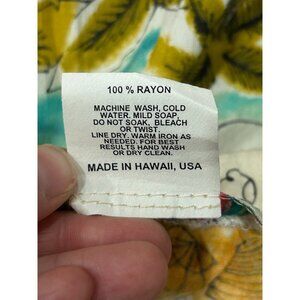 100 % RAYON
MACHINE WASH, COLD
WATER. MILD SOAP.
DO NOT SOAK, BLEACH
OR TWIST.
LINE DRY. WARM IRON AS
NEEDED. FOR BEST
RESULTS HAND WASH
OR DRY CLEAN.
MADE IN HAWAII, USA